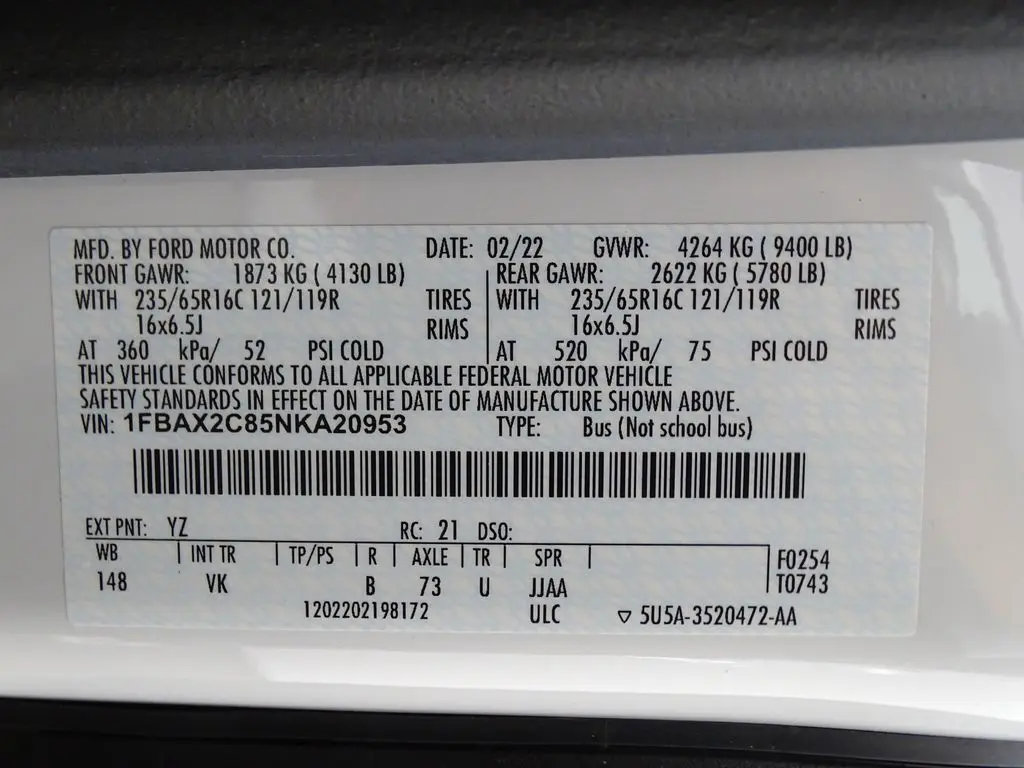 MFD. BY FORD MOTOR CO. DATE: 02/22 GVWR: 4264 KG ( 9400 LB)
FRONT GAWR: 1873 KG ( 4130 LB) REAR GAWR: 2622 KG ( 5780 LB)
WITH 235/65R16C 121/119R TIRES WITH 235/65R16C 121/119R TIRES
16x6.5J RIMS 16x6.5J RIMS
AT 360 kPa/ 52 PSI COLD AT 520 kPa/ 75 PSI COLD
THIS VEHICLE CONFORMS TO ALL APPLICABLE FEDERAL MOTOR VEHICLE
SAFETY STANDARDS IN EFFECT ON THE DATE OF MANUFACTURE SHOWN ABOVE.
VIN: 1FBAX2C85NKA20953 TYPE: Bus (Not school bus)
EXT PNT: YZ RC: 21 DSO:
WB INT TR TP/PS R AXLE TR SPR F0254
148 VK B 73 U JJAA T0743
1202202198172 ULC ▽ 5U5A-3520472-AA